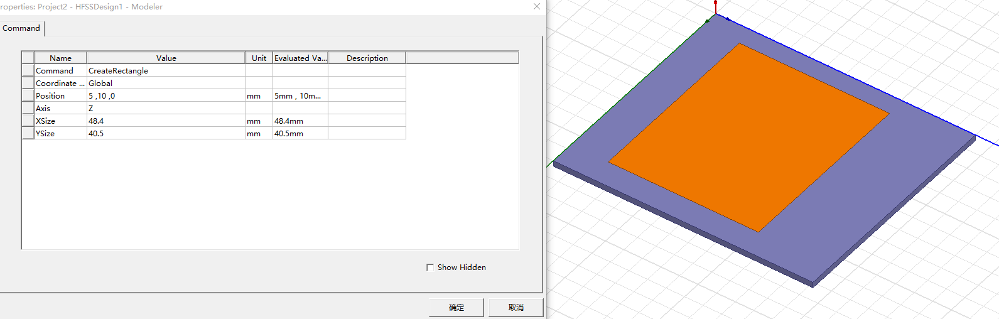 roperties: Project2 - HFSSDesign1 - Modeler
Command
Name Value Unit Evaluated Va... Description
Command CreateRectangle
Coordinate ... Global
Position 5 ,10 ,0 mm 5mm , 10m...
Axis Z
XSize 48.4 mm 48.4mm
YSize 40.5 mm 40.5mm
Show Hidden
确定 取消